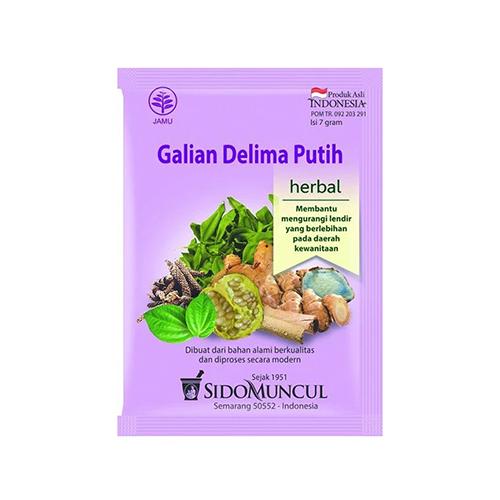 JAMU
Produk Asli
INDONESIA
POM TR. 092 203 291
Isi 7 gram
Galian Delima Putih
herbal
Membantu
mengurangi lendir
yang berlebihan
pada daerah
kewanitaan
Dibuat dari bahan alami berkualitas
dan diproses secara modern
Sejak 1951
SIDOMUNCUL
Semarang 50552 - Indonesia